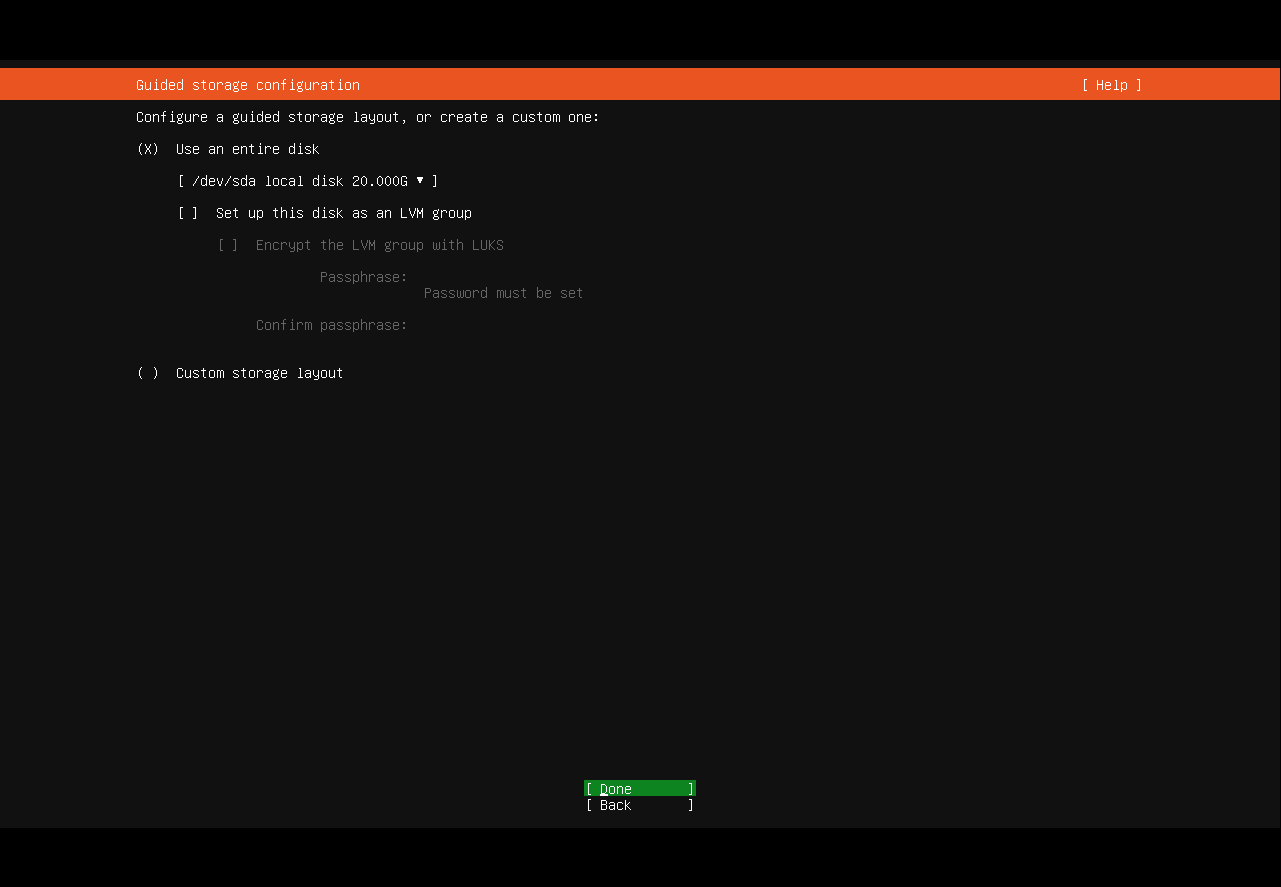 Guided storage configuration [ Help ]
Configure a guided storage layout, or create a custom one:
(X) Use an entire disk
[ /dev/sda local disk 20.000G ▾ ]
[ ] Set up this disk as an LVM group
[ ] Encrypt the LVM group with LUKS
Passphrase:
Password must be set
Confirm passphrase:
( ) Custom storage layout
[ Done ]
[ Back ]